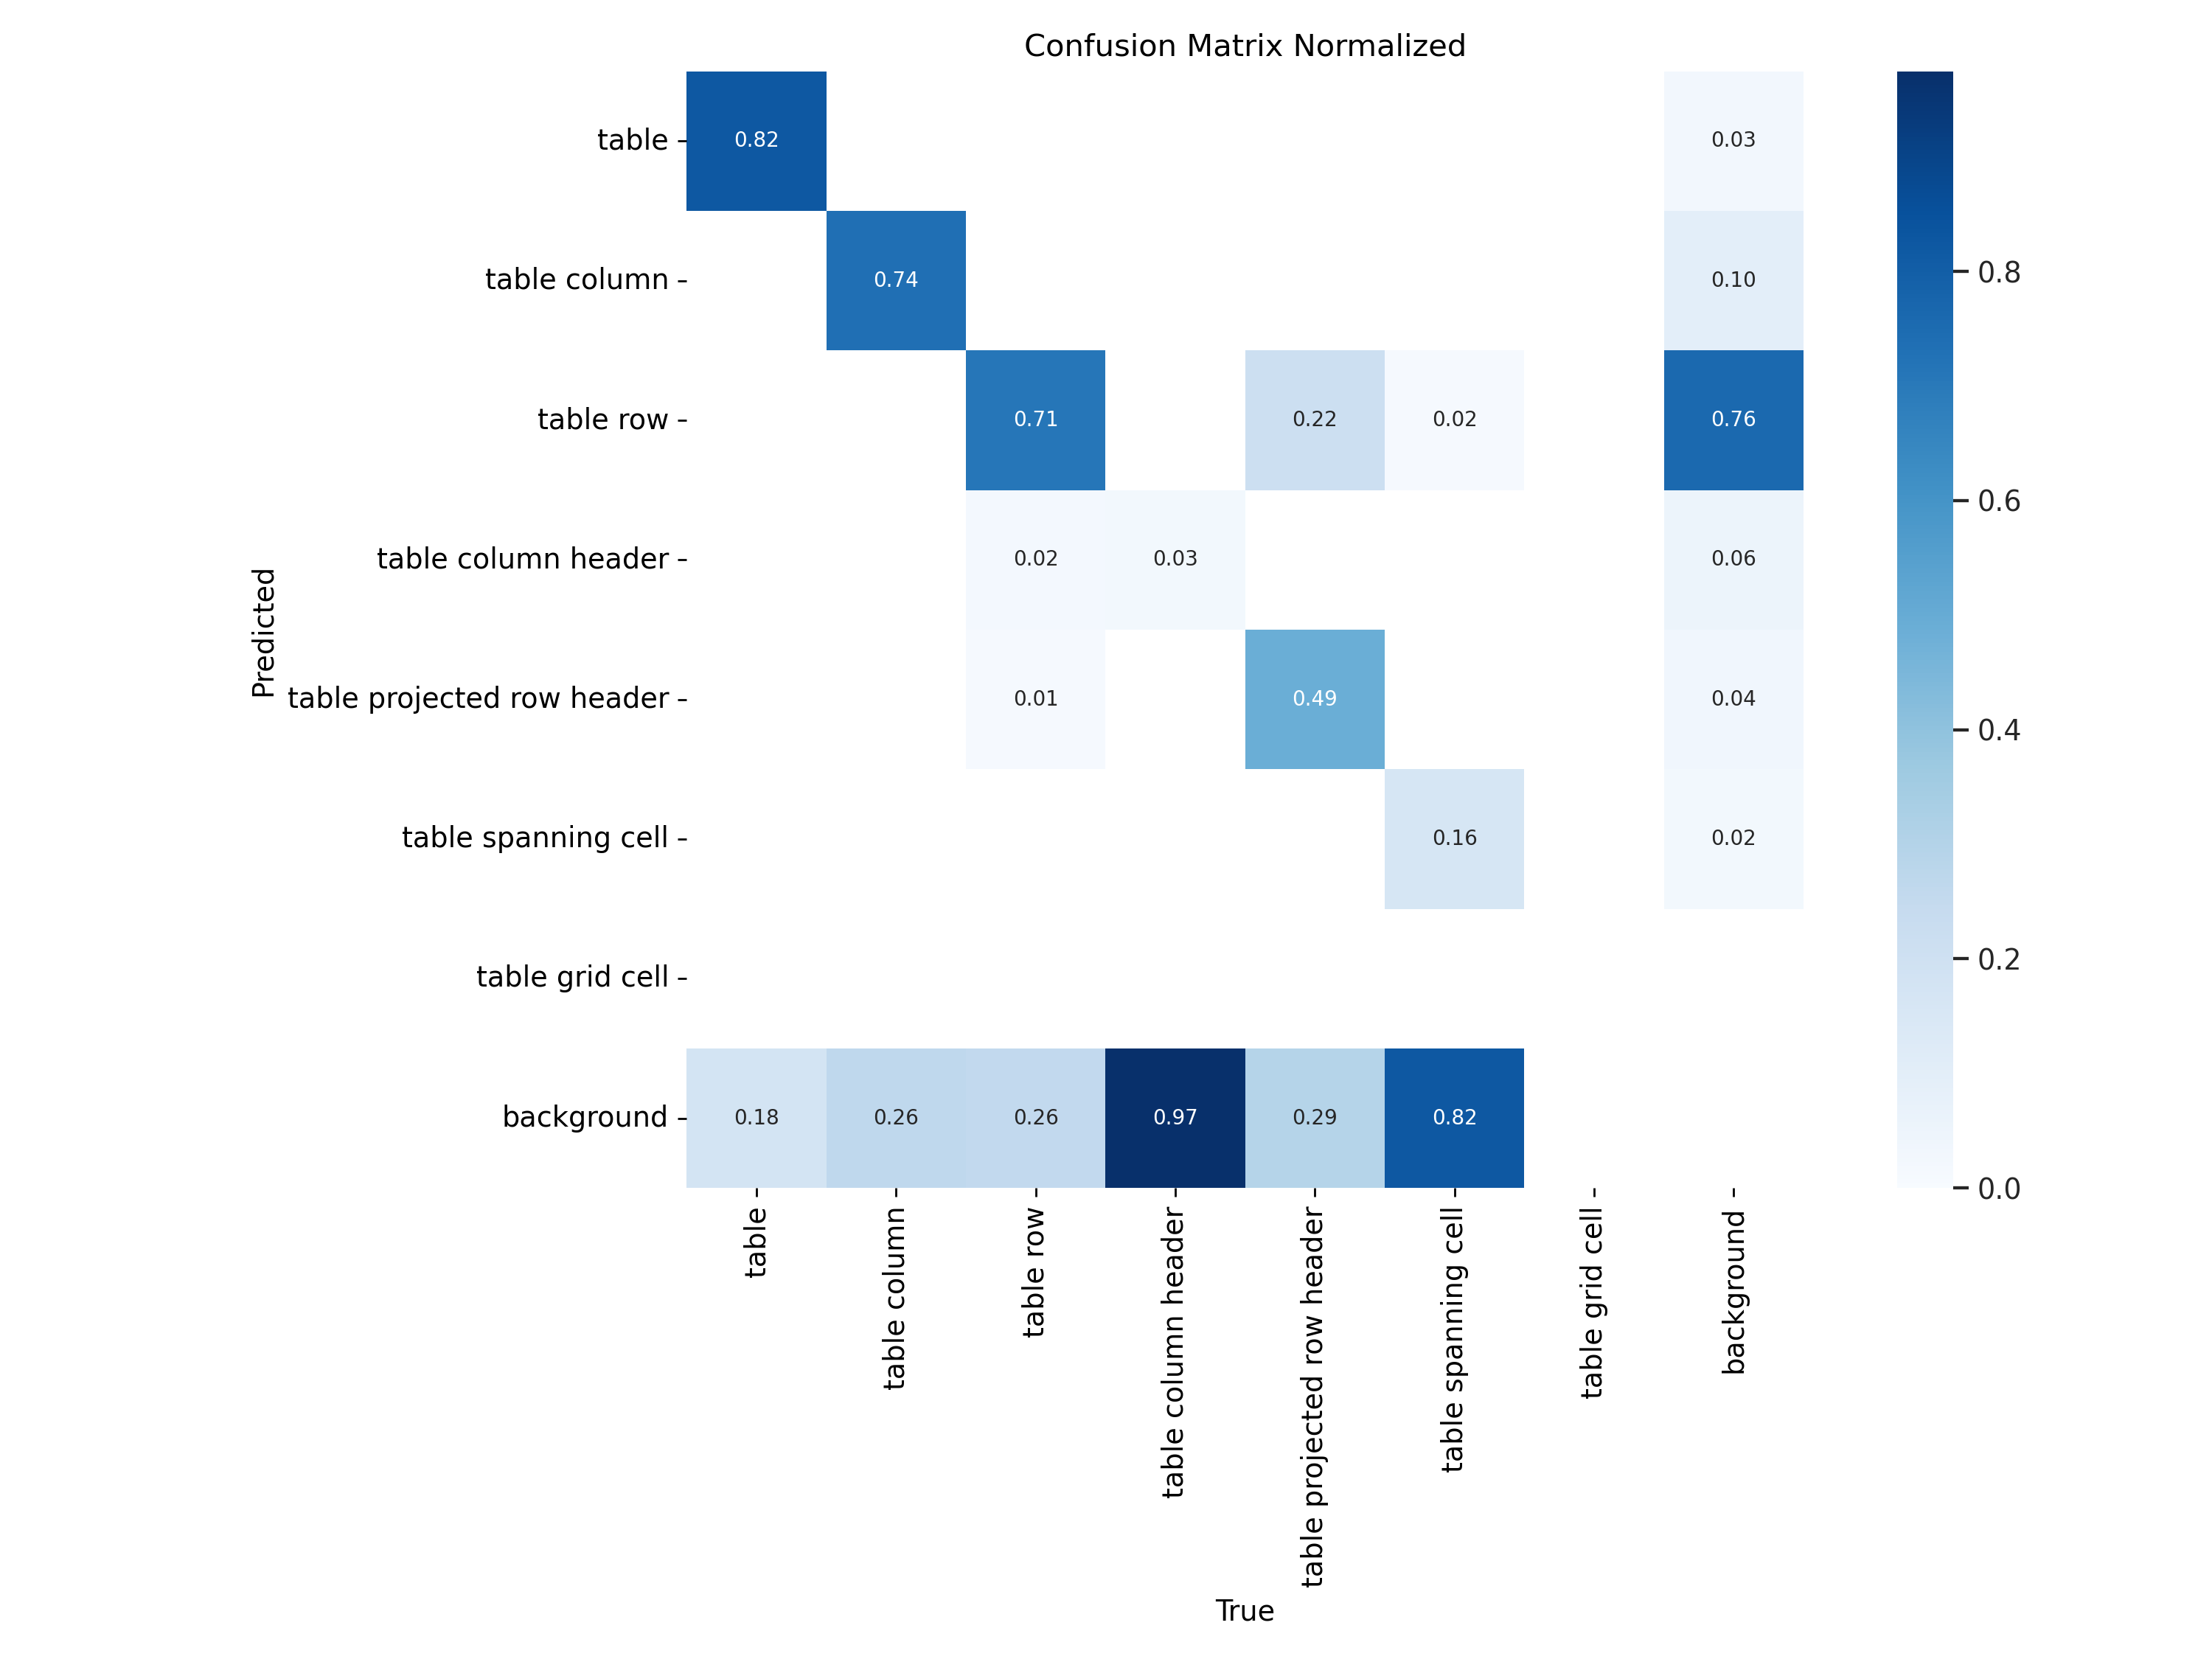 Confusion Matrix Normalized
table
0.82
0.03
table column
0.74
0.10
0.8
table row
0.71
0.22
0.02
0.76
0.6
table column header
0.02
0.03
0.06
Predicted
table projected row header
0.01
0.49
0.04
0.4
table spanning cell
0.16
0.02
table grid cell
0.2
background
0.18
0.26
0.26
0.97
0.29
0.82
0.0
table
table column
table row
table column header
table projected row header
table spanning cell
table grid cell
background
True